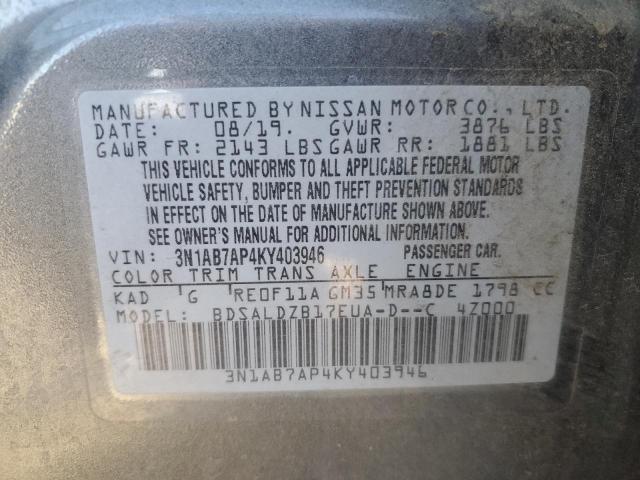 MANUFACTURED BY NISSAN MOTOR CO., LTD.
DATE: 08/19. GVWR: 3876 LBS
GAWR FR: 2143 LBS GAWR RR: 1881 LBS
THIS VEHICLE CONFORMS TO ALL APPLICABLE FEDERAL MOTOR
VEHICLE SAFETY, BUMPER AND THEFT PREVENTION STANDARDS
IN EFFECT ON THE DATE OF MANUFACTURE SHOWN ABOVE.
SEE OWNER'S MANUAL FOR ADDITIONAL INFORMATION.
VIN: 3N1AB7AP4KY403946 PASSENGER CAR.
COLOR TRIM TRANS AXLE ENGINE
KAD G RE0F11A GM35 MRA8DE 1798 CC
MODEL: BDSALDZB17EUA-D--C 4Z000
3N1AB7AP4KY403946